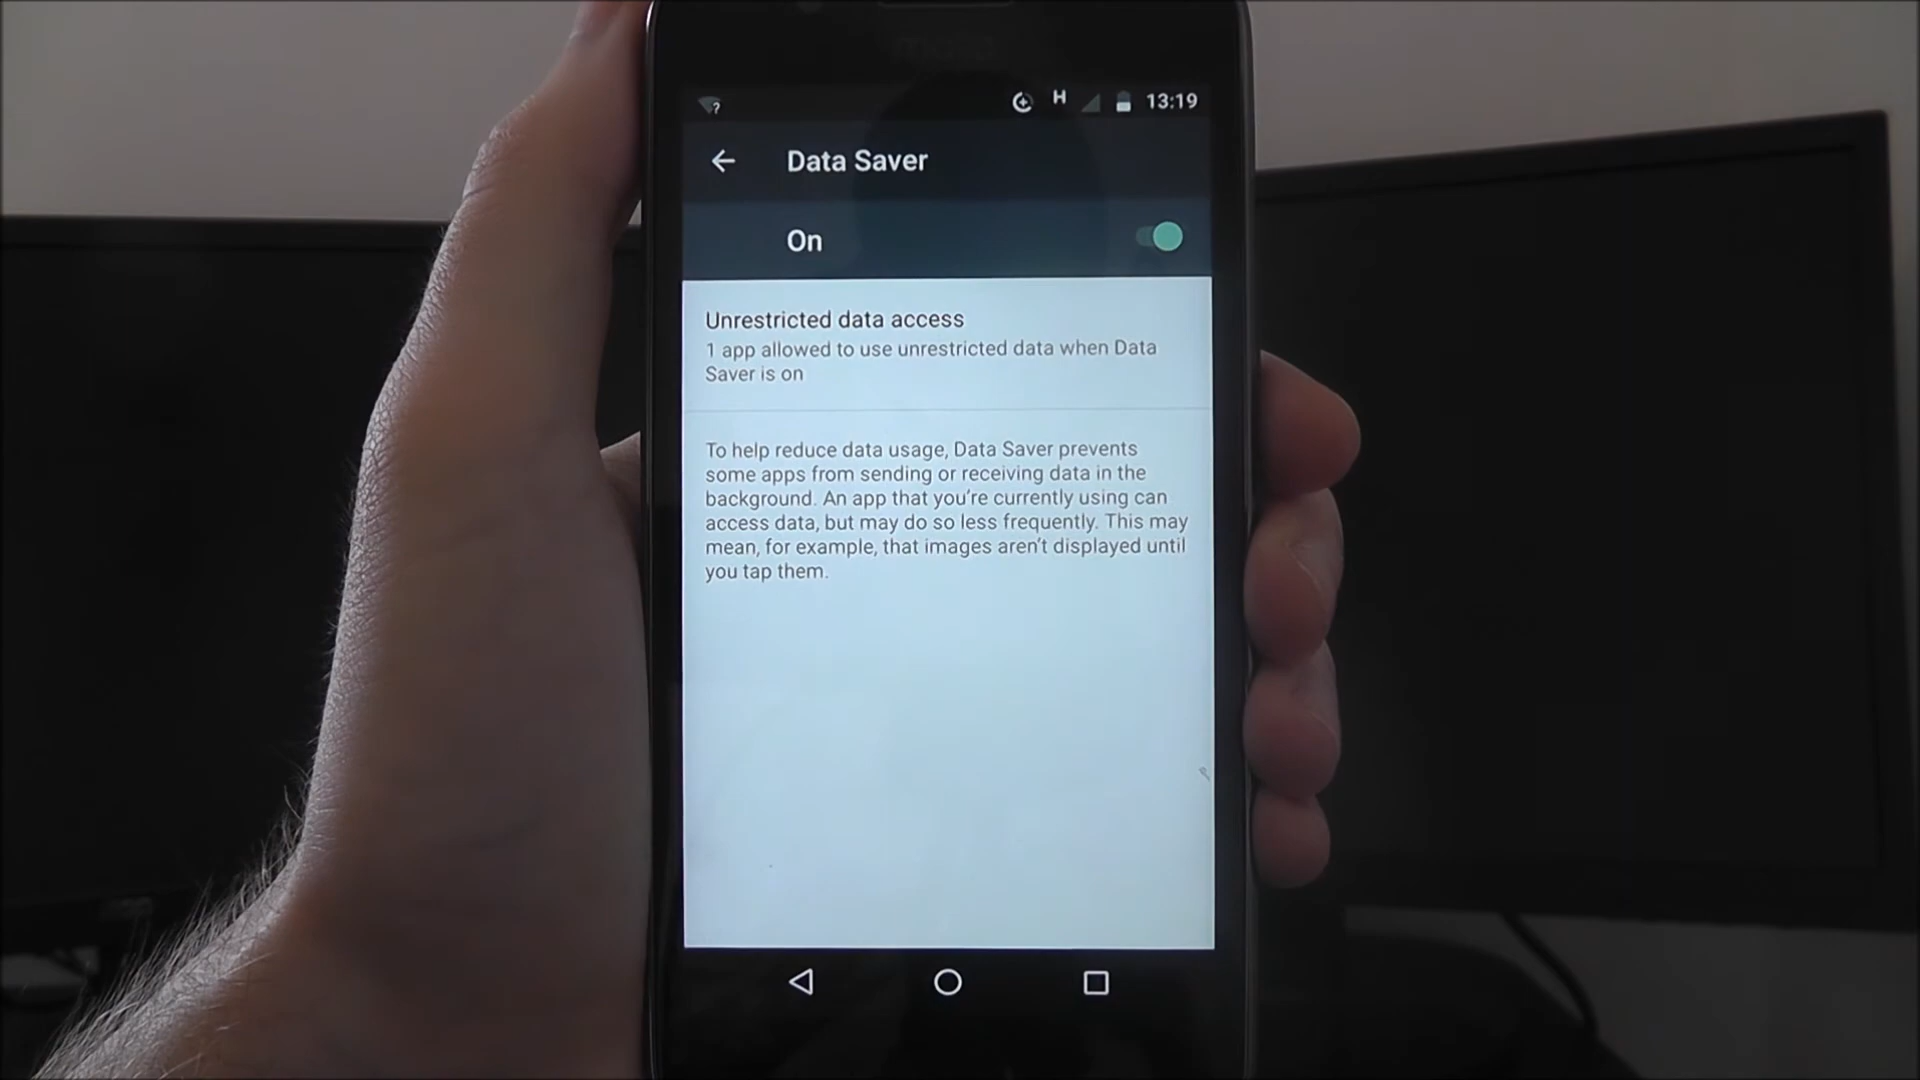 moto
? H 13:19
Data Saver
On
Unrestricted data access
1 app allowed to use unrestricted data when Data
Saver is on
To help reduce data usage, Data Saver prevents
some apps from sending or receiving data in the
background. An app that you’re currently using can
access data, but may do so less frequently. This may
mean, for example, that images aren’t displayed until
you tap them.